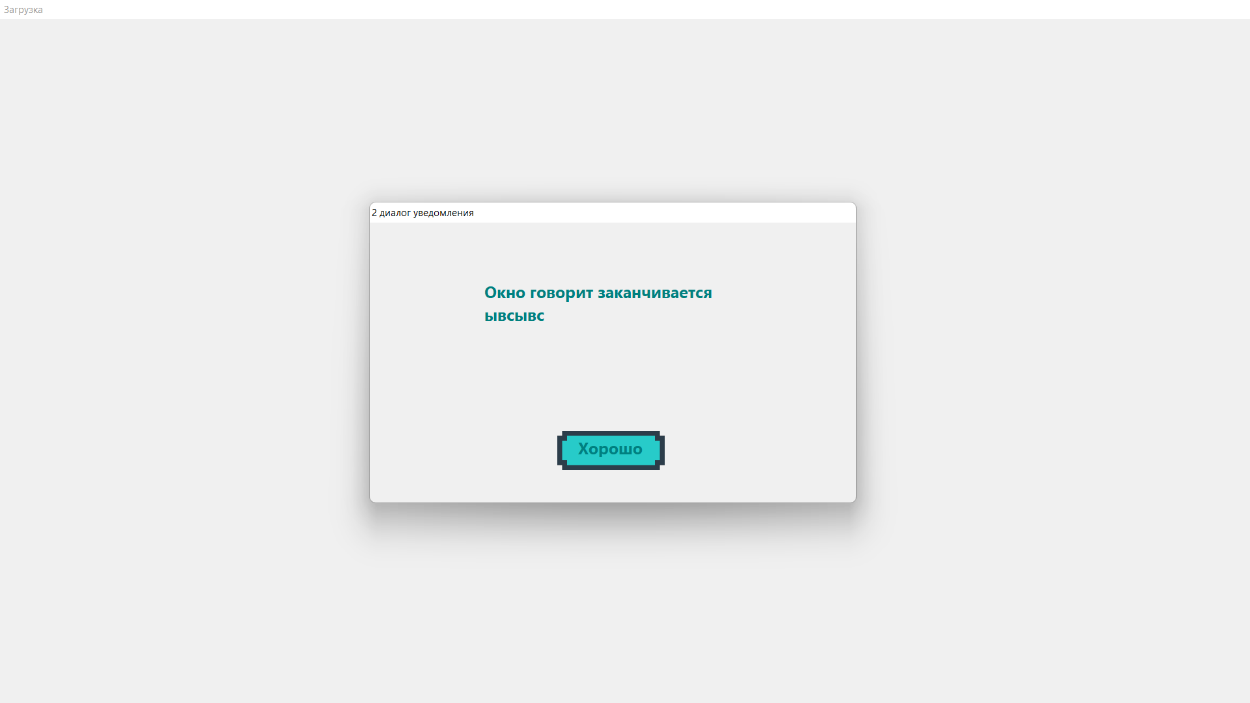 Загрузка
2 диалог уведомления
Окно говорит заканчивается
ывсывс
Хорошо